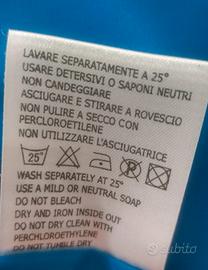 LAVARE SEPARATAMENTE A 25°
USARE DETERSIVI O SAPONI NEUTRI
NON CANDEGGIARE
ASCIUGARE E STIRARE A ROVESCIO
NON PULIRE A SECCO CON
PERCLOROETILENE
NON UTILIZZARE L'ASCIUGATRICE
25°
WASH SEPARATELY AT 25°
USE A MILD OR NEUTRAL SOAP
DO NOT BLEACH
DRY AND IRON INSIDE OUT
DO NOT DRY CLEAN WITH
PERCHLOROETHYLENE
DO NOT TUMBLE DRY
subito